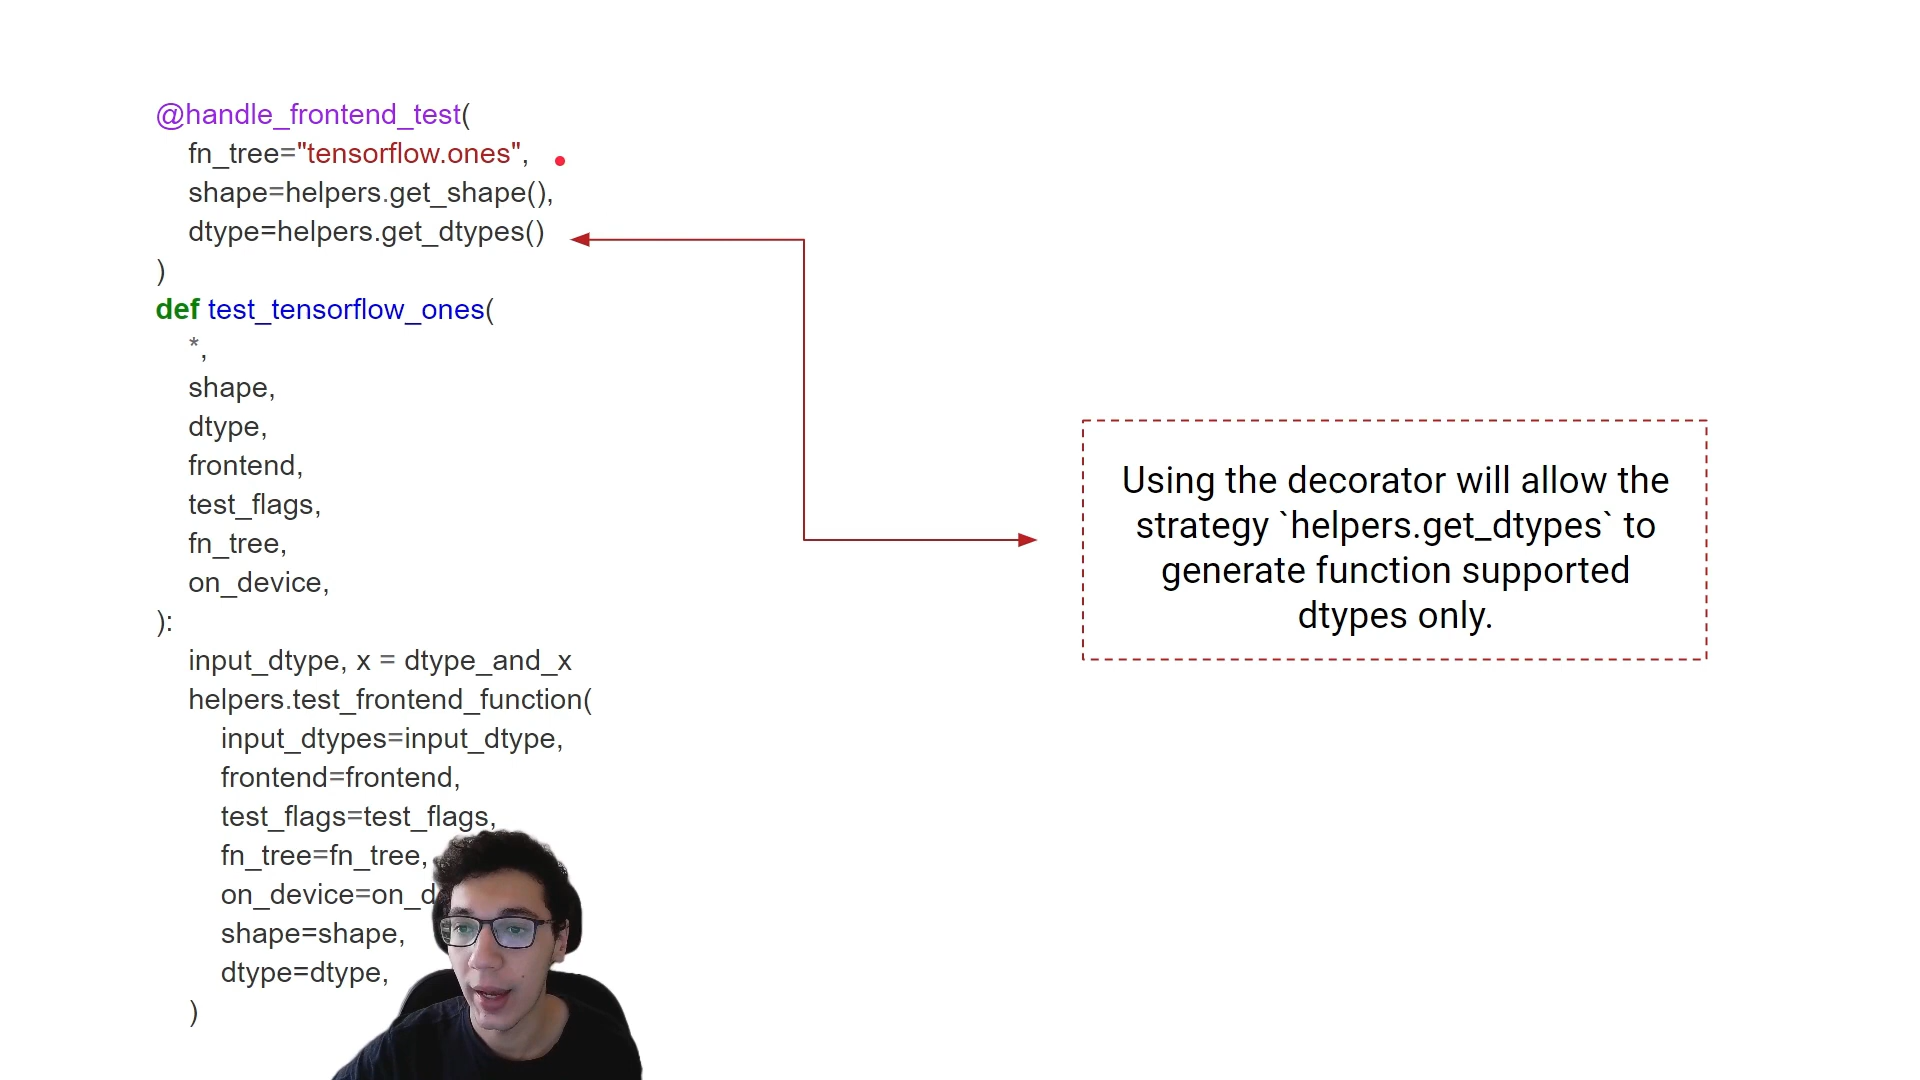 @handle_frontend_test(
fn_tree="tensorflow.ones",
shape=helpers.get_shape(),
dtype=helpers.get_dtypes()
)
def test_tensorflow_ones(
*,
shape,
dtype,
frontend,
test_flags,
fn_tree,
on_device,
):
input_dtype, x = dtype_and_x
helpers.test_frontend_function(
input_dtypes=input_dtype,
frontend=frontend,
test_flags=test_flags,
fn_tree=fn_tree,
on_device=on_d
shape=shape,
dtype=dtype,
)
Using the decorator will allow the
strategy `helpers.get_dtypes` to
generate function supported
dtypes only.